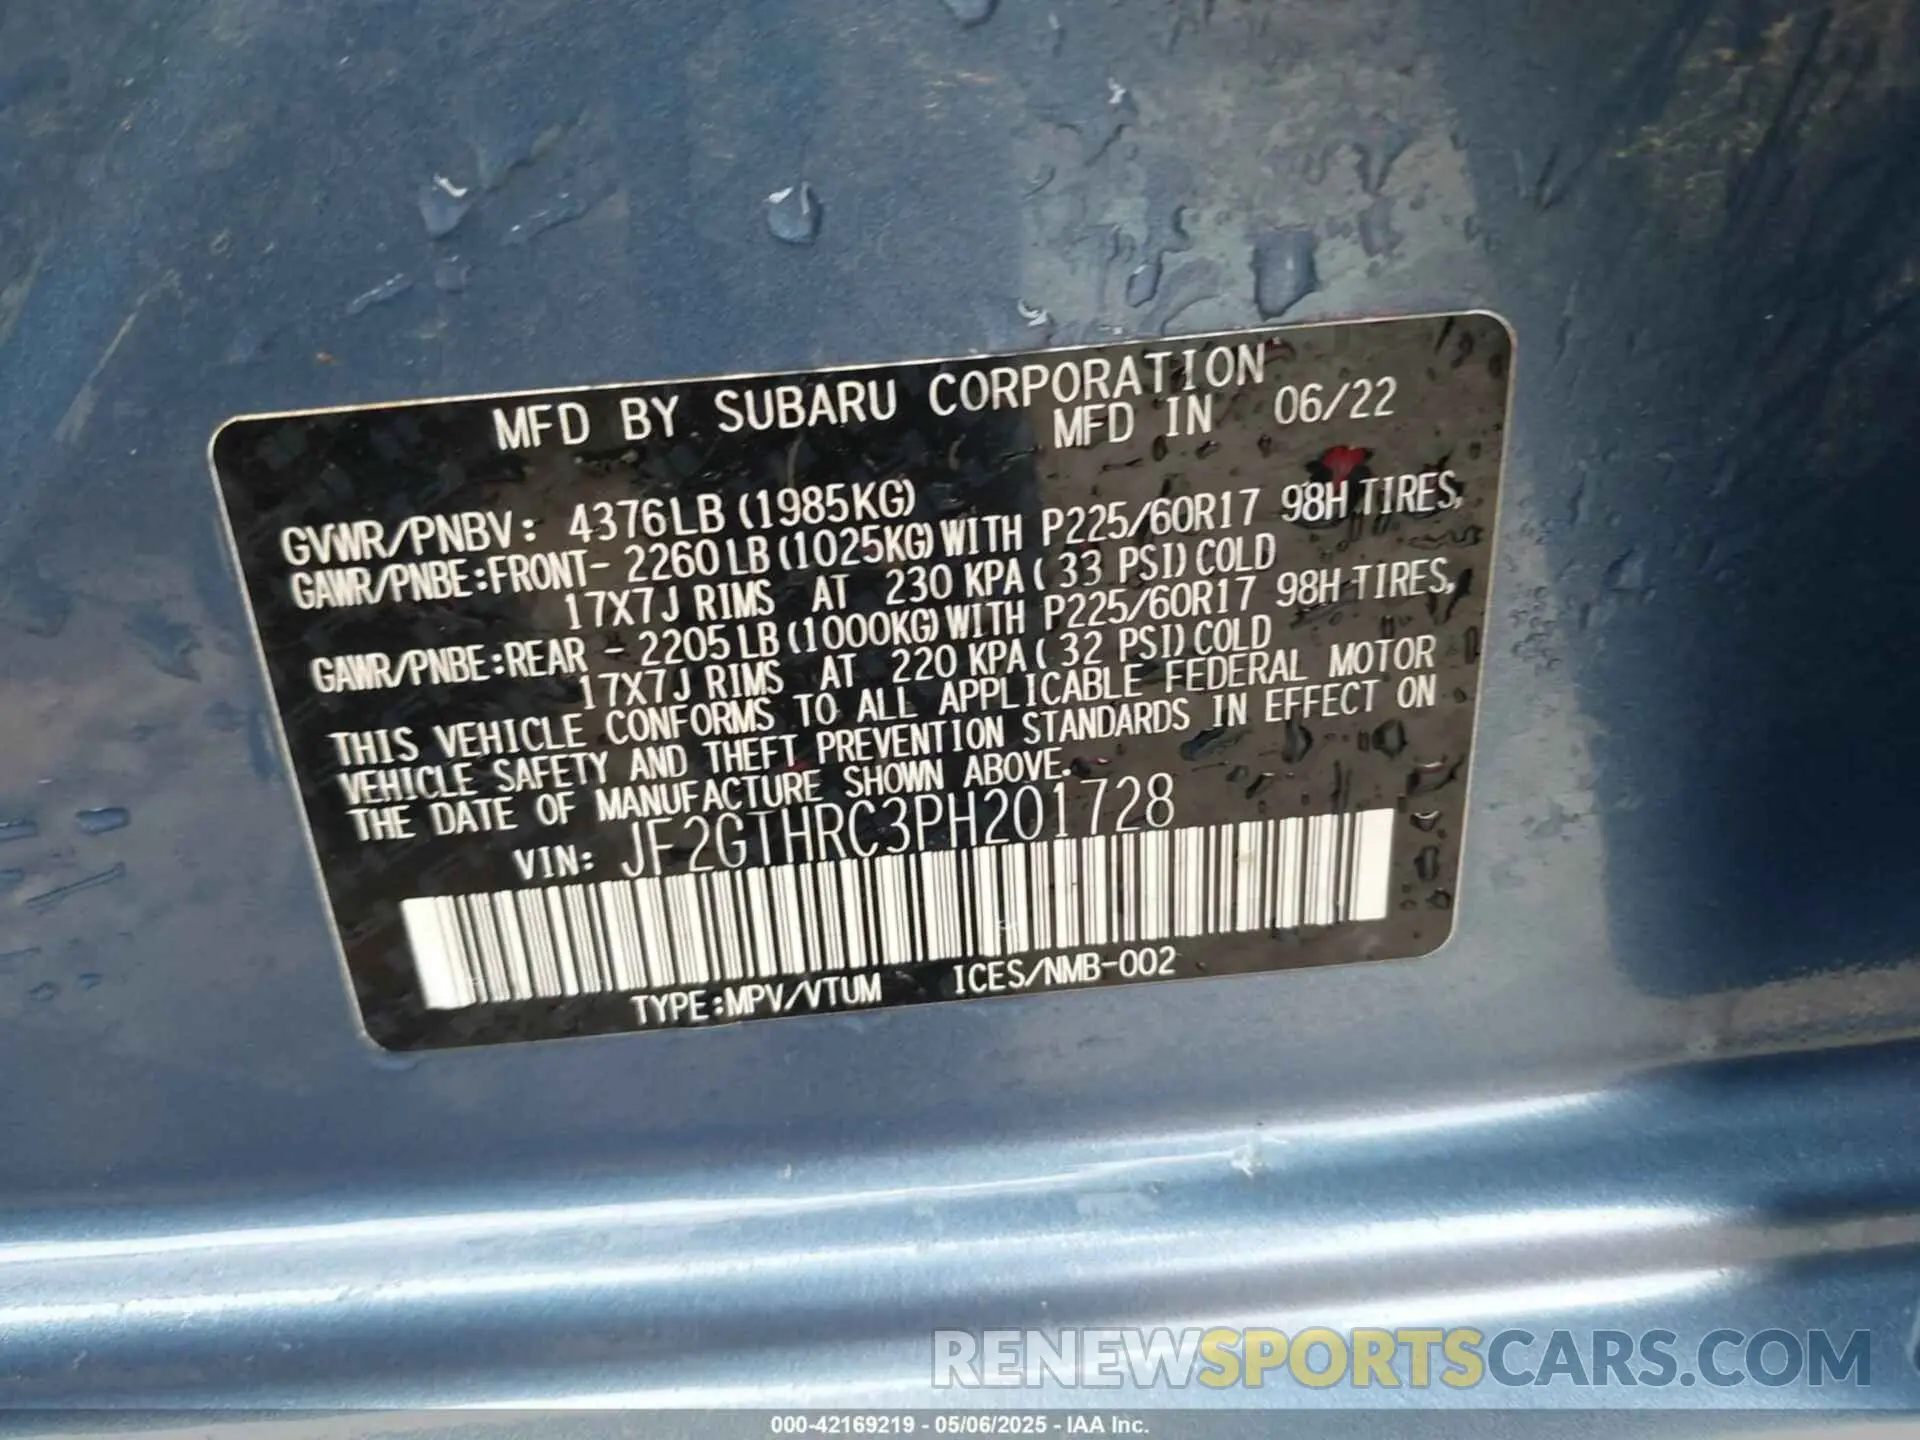 MFD BY SUBARU CORPORATION
MFD IN 06/22
GVWR/PNBV: 4376LB (1985KG)
GAWR/PNBE:FRONT- 2260LB (1025KG) WITH P225/60R17 98H TIRES,
17X7J RIMS AT 230 KPA ( 33 PSI) COLD
GAWR/PNBE:REAR - 2205LB (1000KG) WITH P225/60R17 98H TIRES,
17X7J RIMS AT 220 KPA ( 32 PSI) COLD
THIS VEHICLE CONFORMS TO ALL APPLICABLE FEDERAL MOTOR
VEHICLE SAFETY AND THEFT PREVENTION STANDARDS IN EFFECT ON
THE DATE OF MANUFACTURE SHOWN ABOVE.
VIN: JF2GTHRC3PH201728
TYPE:MPV/VTUM ICES/NMB-002
RENEWSPORTSCARS.COM
000-42169219 - 05/06/2025 - IAA Inc.